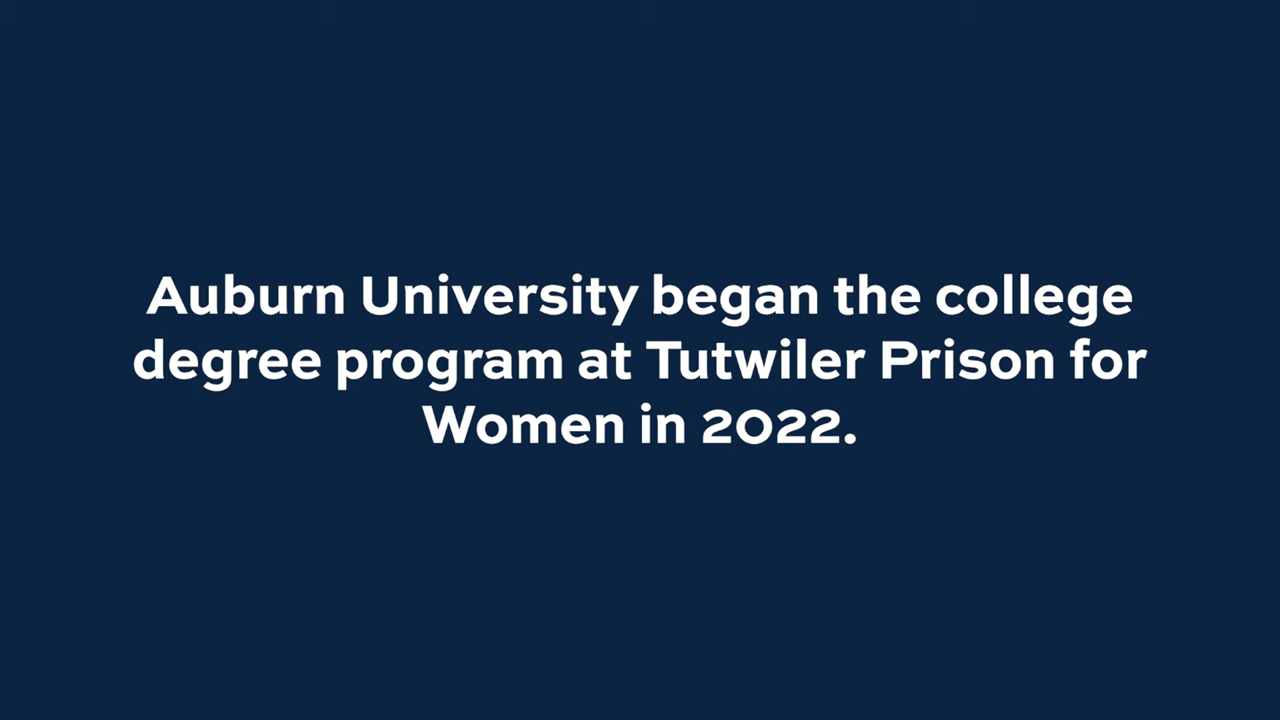 Auburn University began the college
degree program at Tutwiler Prison for
Women in 2022.